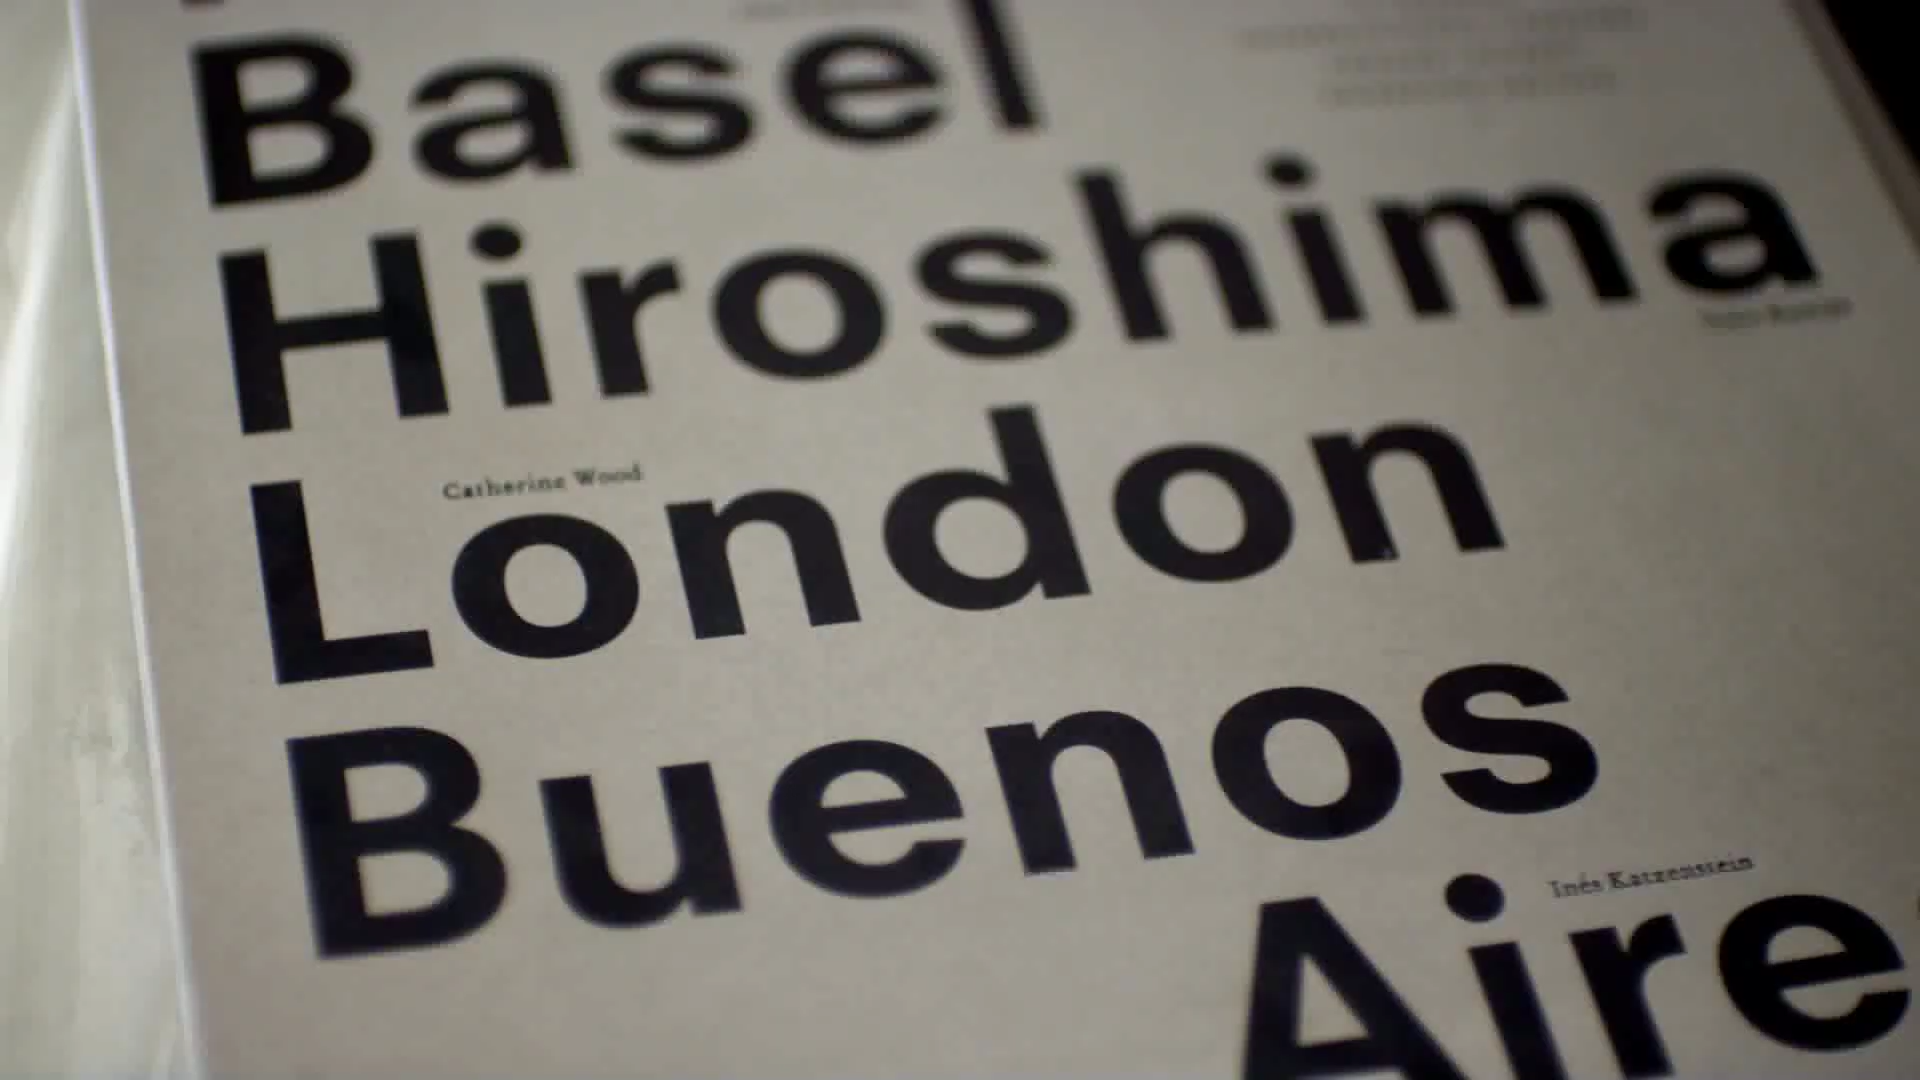 Basel
Hiroshima
Catherine Wood
London
Buenos
Inés Katzenstein
Aire